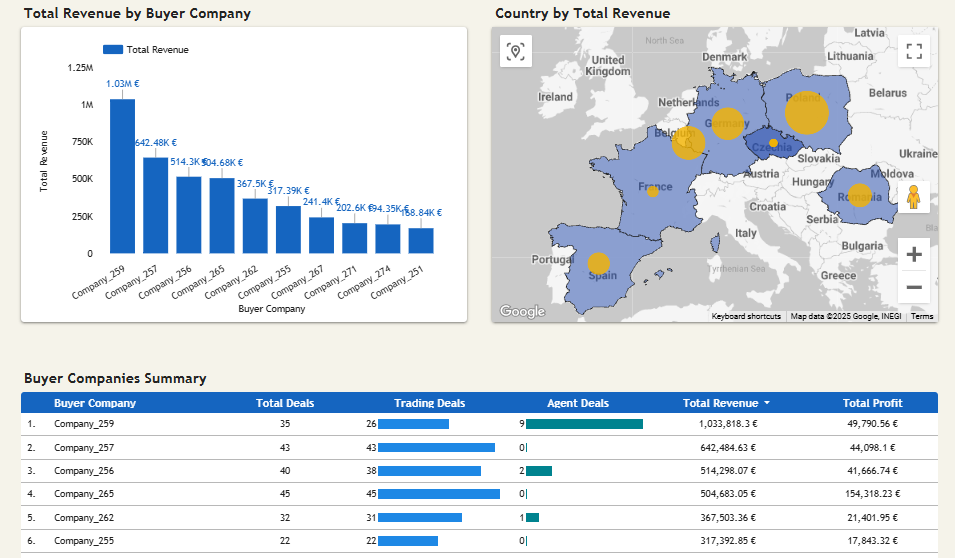 Total Revenue by Buyer Company
Total Revenue
1.25M
1M
750K
500K
250K
0
Total Revenue
1.03M €
642.48K €
514.3K €
504.68K €
367.5K €
317.39K €
241.4K €
202.6K €
194.35K €
168.84K €
Company_259
Company_257
Company_256
Company_265
Company_262
Company_255
Company_267
Company_271
Company_274
Company_251
Buyer Company
Country by Total Revenue
North Sea
Latvia
Denmark
Lithuania
United
Kingdom
Ireland
Netherlands
Poland
Belarus
Germany
Belgium
Czechia
Ukraine
Slovakia
Austria
Moldova
France
Hungary
Romania
Croatia
Serbia
Italy
Bulgaria
Portugal
Spain
Tyrrhenian Sea
Greece
Google
Keyboard shortcuts
Map data ©2025 Google, INEGI
Terms
Buyer Companies Summary
Buyer Company Total Deals Trading Deals Agent Deals Total Revenue Total Profit
1. Company_259 35 26 9 1,033,818.3 € 49,790.56 €
2. Company_257 43 43 0 642,484.63 € 44,098.1 €
3. Company_256 40 38 2 514,298.07 € 41,666.74 €
4. Company_265 45 45 0 504,683.05 € 154,318.23 €
5. Company_262 32 31 1 367,503.36 € 21,401.95 €
6. Company_255 22 22 0 317,392.85 € 17,843.32 €